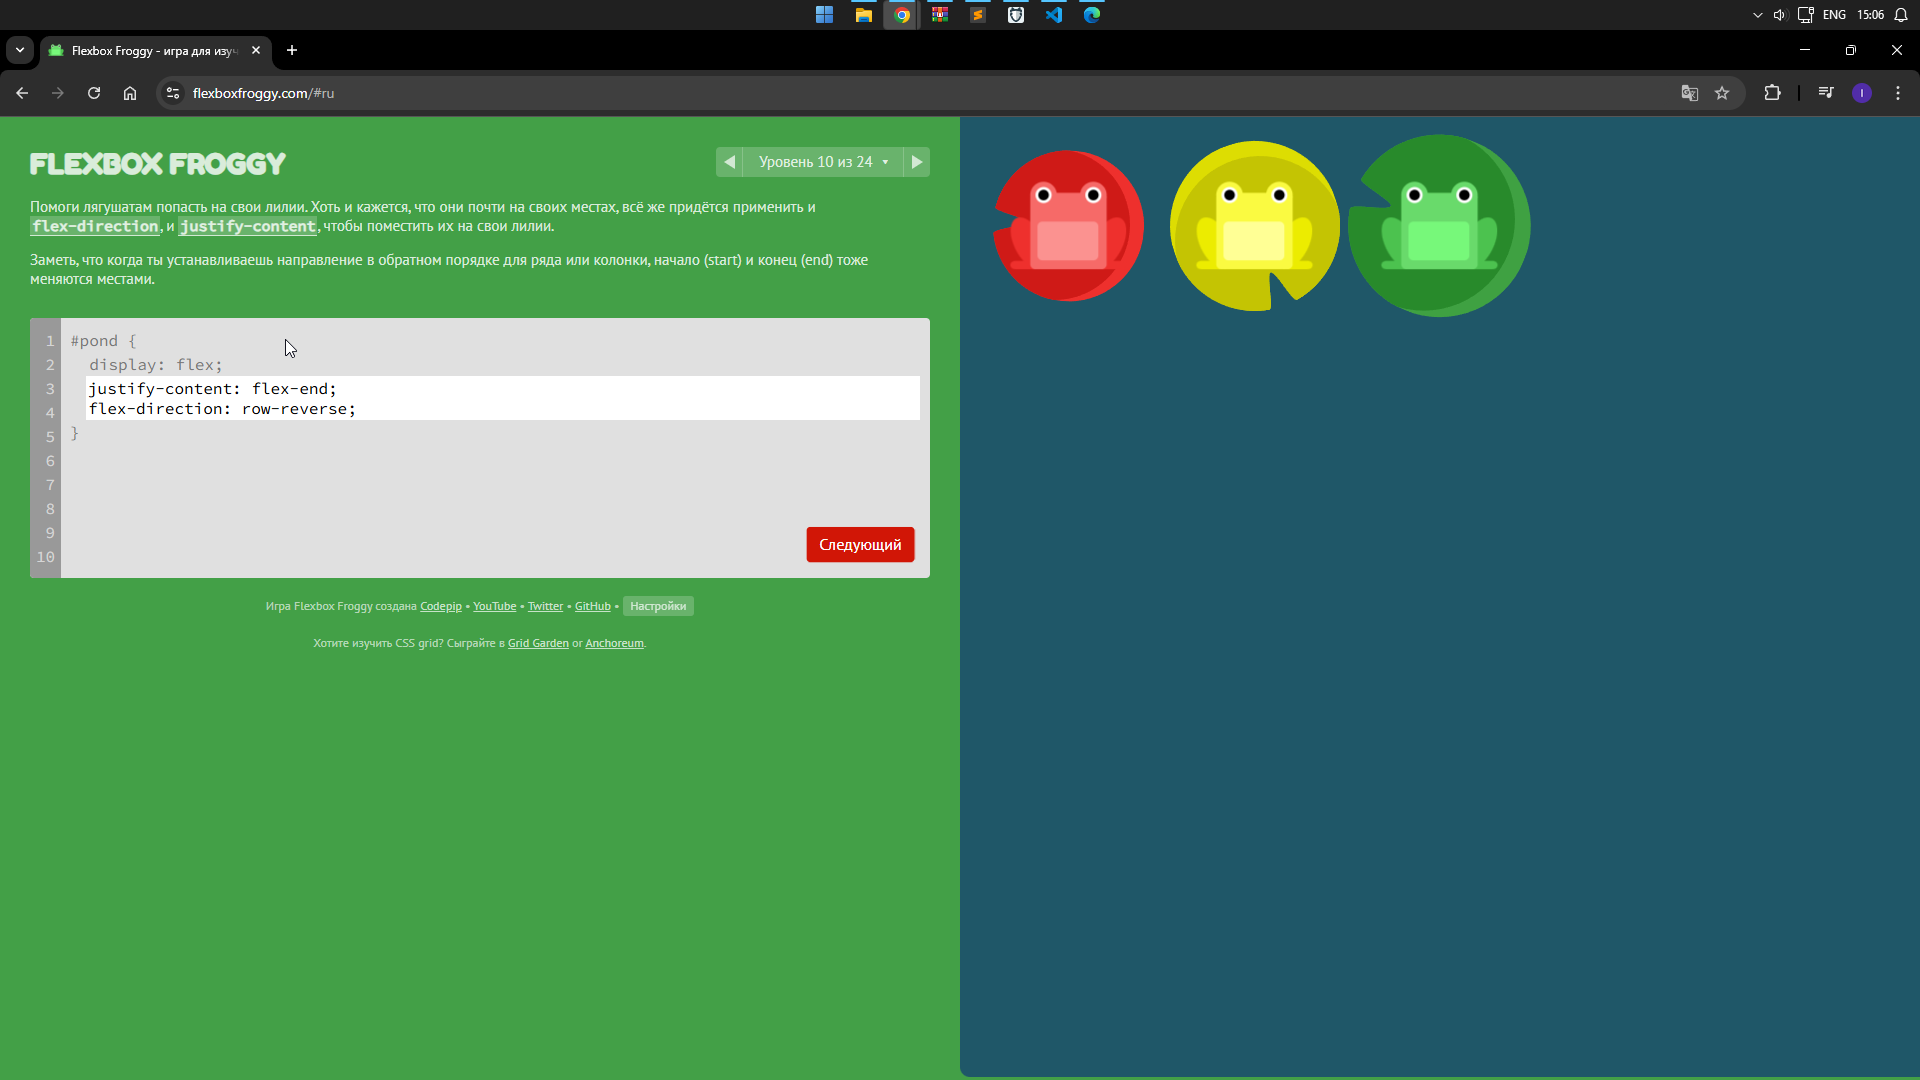 ENG 15:06
Flexbox Froggy - игра для изуч
flexboxfroggy.com/#ru
I
FLEXBOX FROGGY
Уровень 10 из 24
Помоги лягушатам попасть на свои лилии. Хоть и кажется, что они почти на своих местах, всё же придётся применить и
flex-direction, и justify-content, чтобы поместить их на свои лилии.
Заметь, что когда ты устанавливаешь направление в обратном порядке для ряда или колонки, начало (start) и конец (end) тоже
меняются местами.
1 #pond {
2 display: flex;
3 justify-content: flex-end;
4 flex-direction: row-reverse;
5 }
6
7
8
9
10
Следующий
Игра Flexbox Froggy создана Codepip • YouTube • Twitter • GitHub • Настройки
Хотите изучить CSS grid? Сыграйте в Grid Garden or Anchoreum.